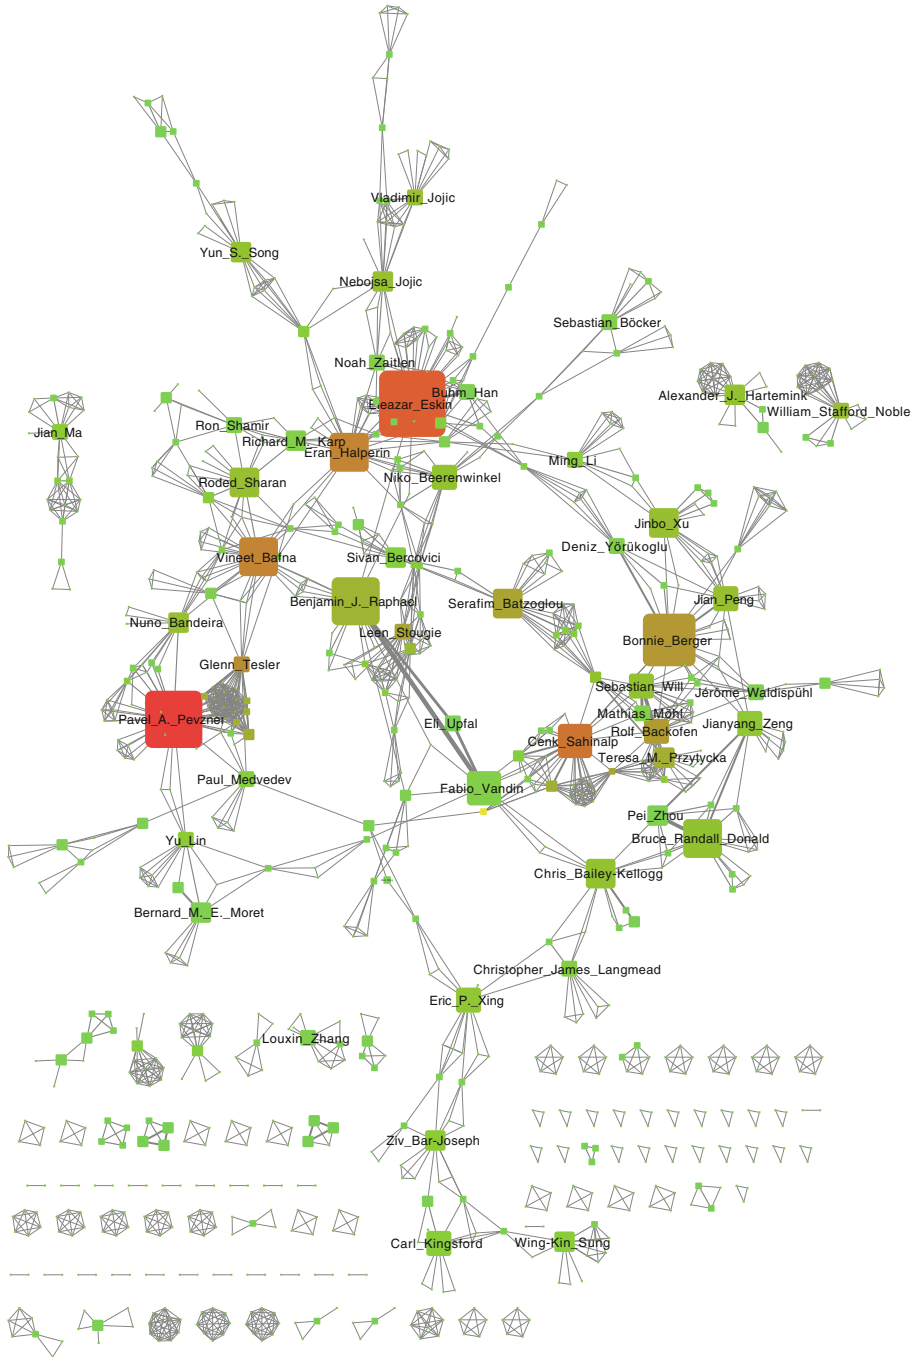 Vladimir_Jojic
Yun_S._Song
Nebojsa_Jojic
Sebastian_Böcker
Noah_Zaitlen
Buhm_Han
Eleazar_Eskin
Alexander_J._Hartemink
William_Stafford_Noble
Jian_Ma
Ron_Shamir
Richard_M._Karp
Eran_Halperin
Ming_Li
Niko_Beerenwinkel
Roded_Sharan
Jinbo_Xu
Deniz_Yörükoglu
Vineet_Bafna
Sivan_Bercovici
Benjamin_J._Raphael
Serafim_Batzoglou
Jian_Peng
Nuno_Bandeira
Leen_Stougie
Bonnie_Berger
Glenn_Tesler
Sebastian_Will
Jérôme_Waldispühl
Pavel_A._Pevzner
Eli_Upfal
Mathias_Möhl
Jianyang_Zeng
Rolf_Backofen
Cenk_Sahinalp
Teresa_M._Przytycka
Paul_Medvedev
Fabio_Vandin
Pei_Zhou
Yu_Lin
Bruce_Randall_Donald
Chris_Bailey-Kellogg
Bernard_M._E._Moret
Christopher_James_Langmead
Eric_P._Xing
Louxin_Zhang
Ziv_Bar-Joseph
Carl_Kingsford
Wing-Kin_Sung